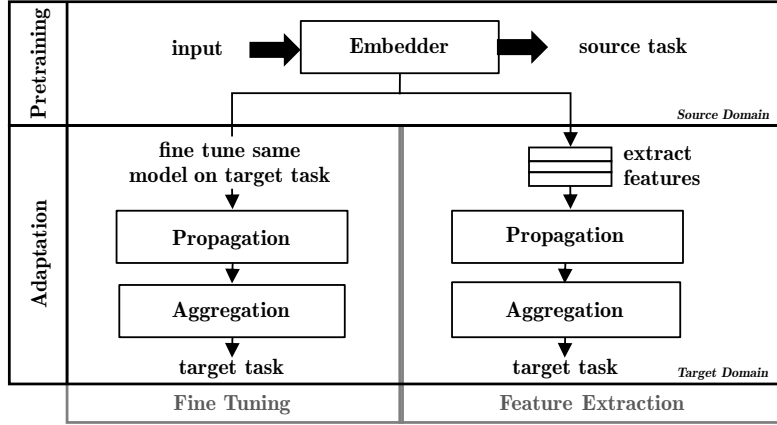 Pretraining
input
Embedder
source task
Source Domain
Adaptation
fine tune same
model on target task
Propagation
Aggregation
target task
extract
features
Propagation
Aggregation
target task
Target Domain
Fine Tuning
Feature Extraction